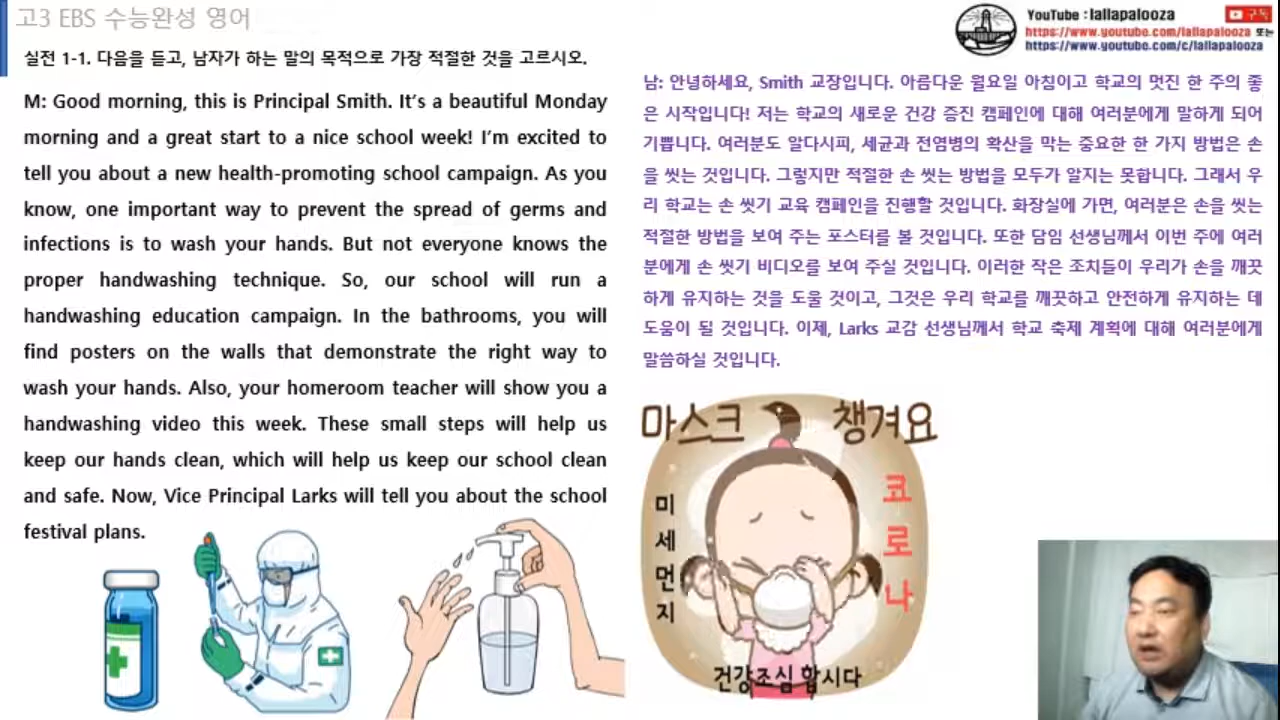 고3 EBS 수능완성 영어
YouTube : lallapalooza
구독
https://www.youtube.com/lallapalooza 또는
https://www.youtube.com/c/lallapalooza
실전 1-1. 다음을 듣고, 남자가 하는 말의 목적으로 가장 적절한 것을 고르시오.
M: Good morning, this is Principal Smith. It's a beautiful Monday
morning and a great start to a nice school week! I'm excited to
tell you about a new health-promoting school campaign. As you
know, one important way to prevent the spread of germs and
infections is to wash your hands. But not everyone knows the
proper handwashing technique. So, our school will run a
handwashing education campaign. In the bathrooms, you will
find posters on the walls that demonstrate the right way to
wash your hands. Also, your homeroom teacher will show you a
handwashing video this week. These small steps will help us
keep our hands clean, which will help us keep our school clean
and safe. Now, Vice Principal Larks will tell you about the school
festival plans.
남: 안녕하세요, Smith 교장입니다. 아름다운 월요일 아침이고 학교의 멋진 한 주의 좋
은 시작입니다! 저는 학교의 새로운 건강 증진 캠페인에 대해 여러분에게 말하게 되어
기쁩니다. 여러분도 알다시피, 세균과 전염병의 확산을 막는 중요한 한 가지 방법은 손
을 씻는 것입니다. 그렇지만 적절한 손 씻는 방법을 모두가 알지는 못합니다. 그래서 우
리 학교는 손 씻기 교육 캠페인을 진행할 것입니다. 화장실에 가면, 여러분은 손을 씻는
적절한 방법을 보여 주는 포스터를 볼 것입니다. 또한 담임 선생님께서 이번 주에 여러
분에게 손 씻기 비디오를 보여 주실 것입니다. 이러한 작은 조치들이 우리가 손을 깨끗
하게 유지하는 것을 도울 것이고, 그것은 우리 학교를 깨끗하고 안전하게 유지하는 데
도움이 될 것입니다. 이제, Larks 교감 선생님께서 학교 축제 계획에 대해 여러분에게
말씀하실 것입니다.
마스크 챙겨요
미세먼지
코로나
건강조심 합시다